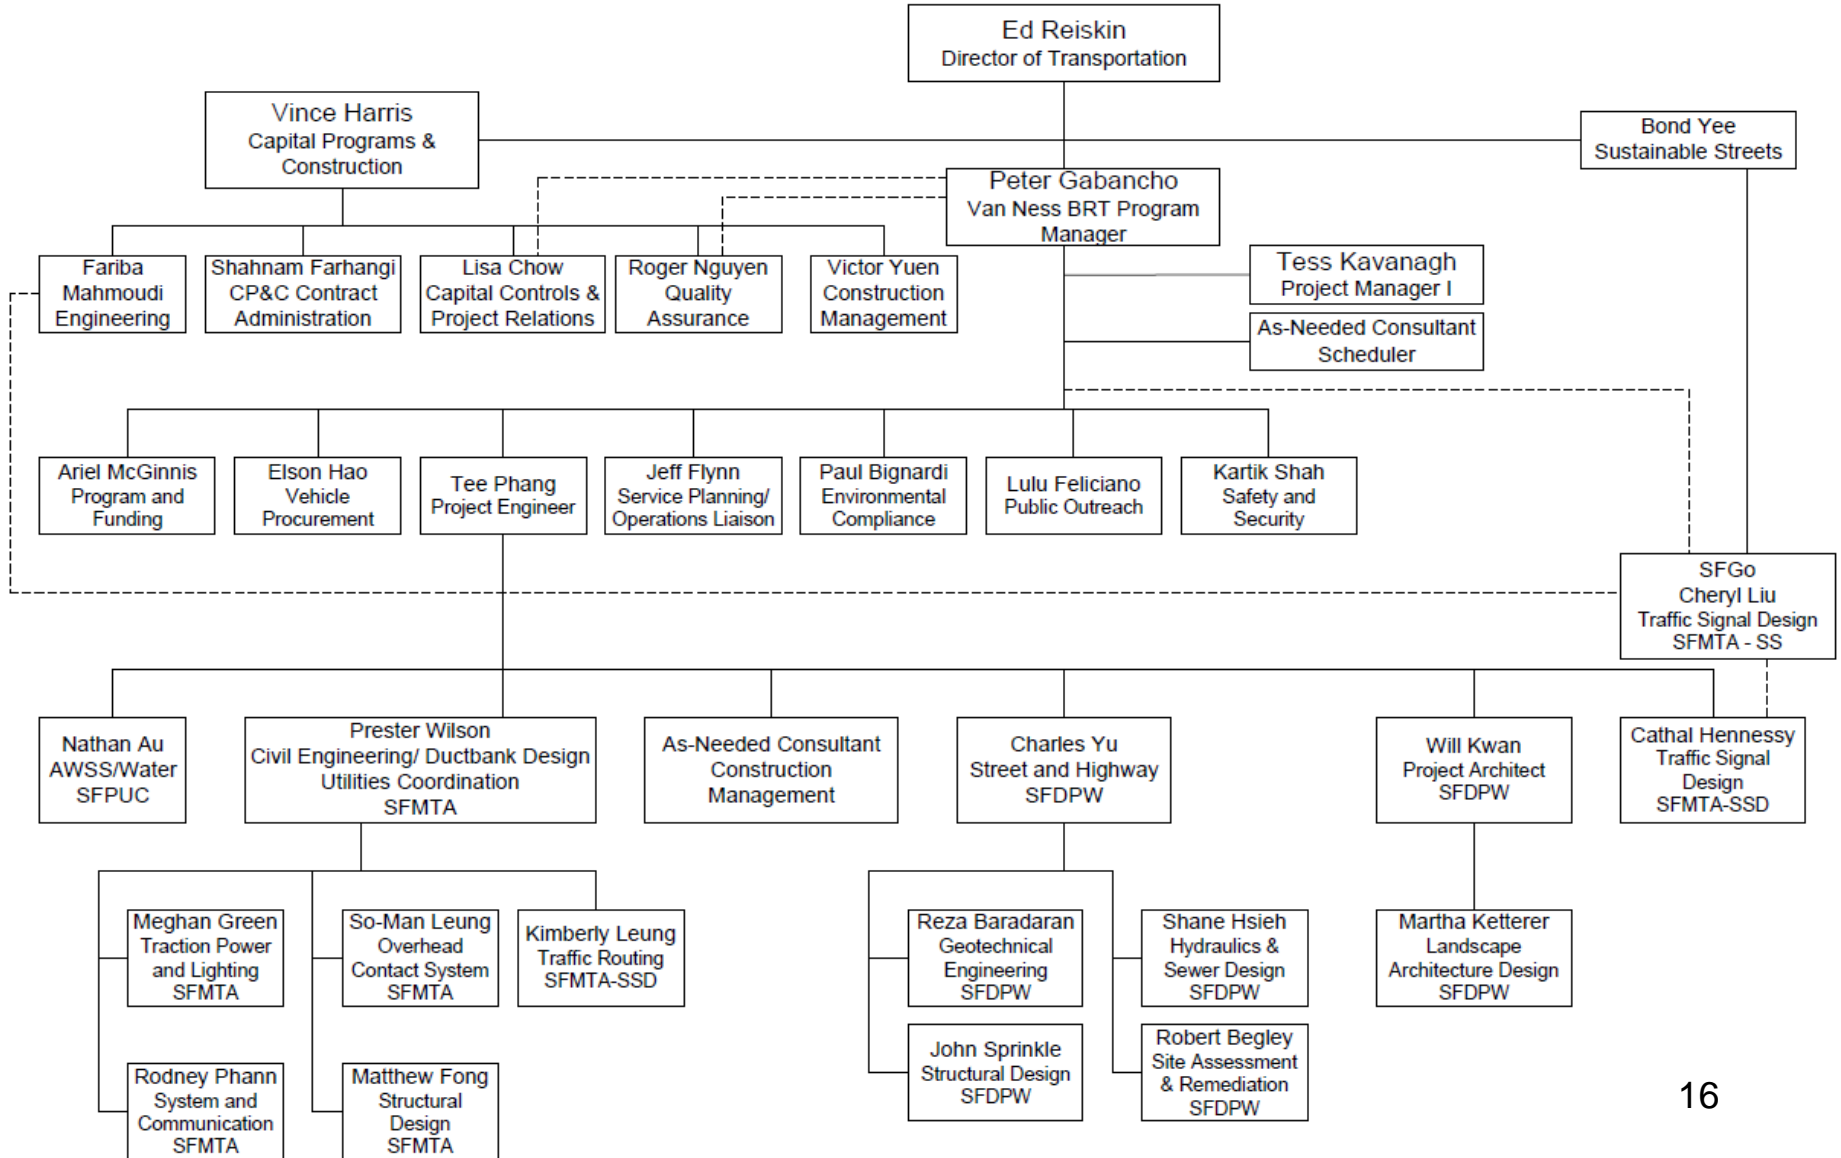 Ed Reiskin
Director of Transportation
Vince Harris
Capital Programs &
Construction
Bond Yee
Sustainable Streets
Peter Gabancho
Van Ness BRT Program
Manager
Fariba
Mahmoudi
Engineering
Shahnam Farhangi
CP&C Contract
Administration
Lisa Chow
Capital Controls &
Project Relations
Roger Nguyen
Quality
Assurance
Victor Yuen
Construction
Management
Tess Kavanagh
Project Manager I
As-Needed Consultant
Scheduler
Ariel McGinnis
Program and
Funding
Elson Hao
Vehicle
Procurement
Tee Phang
Project Engineer
Jeff Flynn
Service Planning/
Operations Liaison
Paul Bignardi
Environmental
Compliance
Lulu Feliciano
Public Outreach
Kartik Shah
Safety and
Security
SFGo
Cheryl Liu
Traffic Signal Design
SFMTA - SS
Nathan Au
AWSS/Water
SFPUC
Prester Wilson
Civil Engineering/ Ductbank Design
Utilities Coordination
SFMTA
As-Needed Consultant
Construction
Management
Charles Yu
Street and Highway
SFDPW
Will Kwan
Project Architect
SFDPW
Cathal Hennessy
Traffic Signal
Design
SFMTA-SSD
Meghan Green
Traction Power
and Lighting
SFMTA
So-Man Leung
Overhead
Contact System
SFMTA
Kimberly Leung
Traffic Routing
SFMTA-SSD
Reza Baradaran
Geotechnical
Engineering
SFDPW
Shane Hsieh
Hydraulics &
Sewer Design
SFDPW
Martha Ketterer
Landscape
Architecture Design
SFDPW
Rodney Phann
System and
Communication
SFMTA
Matthew Fong
Structural
Design
SFMTA
John Sprinkle
Structural Design
SFDPW
Robert Begley
Site Assessment
& Remediation
SFDPW
16